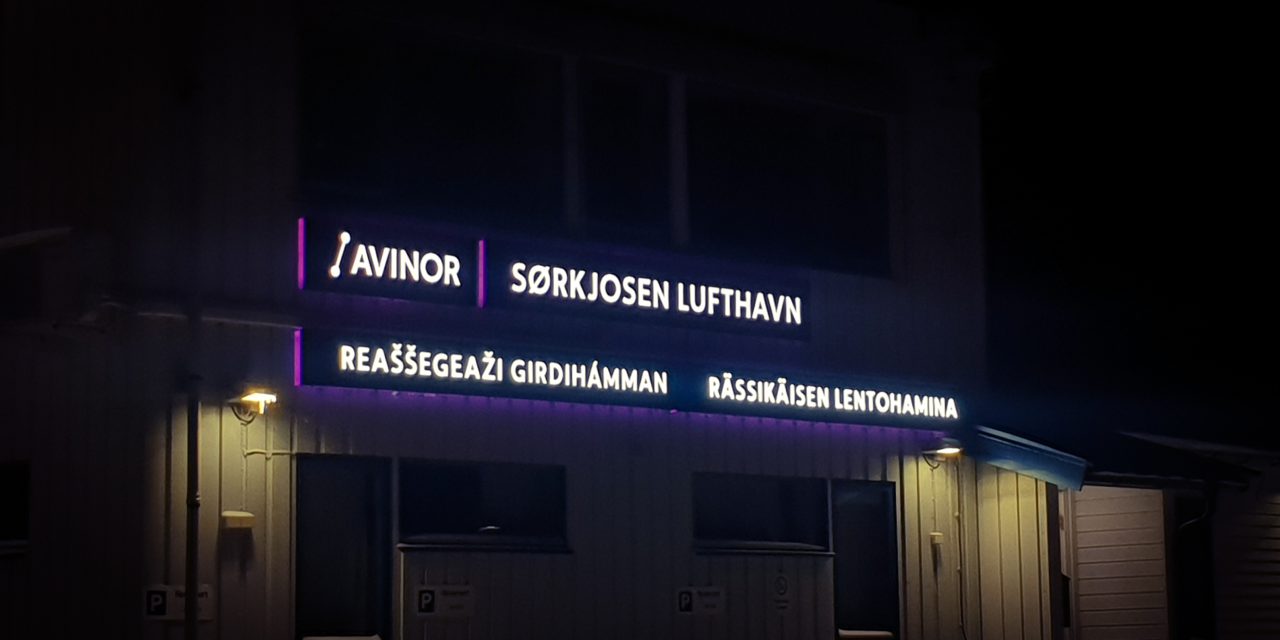 AVINOR SØRKJOSEN LUFTHAVN
REAŠŠEGEAŽI GIRDIHÁMMAN RÄSSIKÄISEN LENTOHAMINA
P
P
P